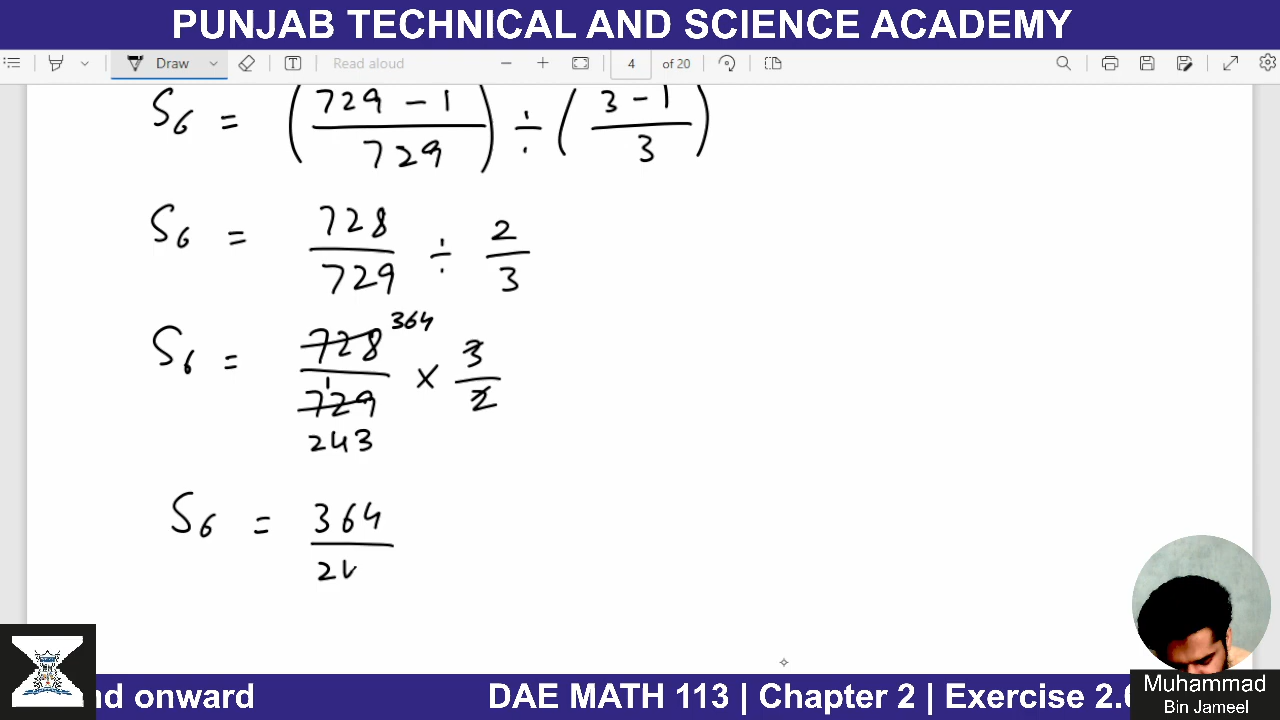 PUNJAB TECHNICAL AND SCIENCE ACADEMY
Draw Read aloud 4 of 20
S6 = (729 - 1 / 729) ÷ (3 - 1 / 3)
S6 = 728 / 729 ÷ 2 / 3
S6 = 728 364 / 1 729 243 × 3 / 2
S6 = 364 / 24
nd onward DAE MATH 113 | Chapter 2 | Exercise 2.
Muhammad
Bin Jameel